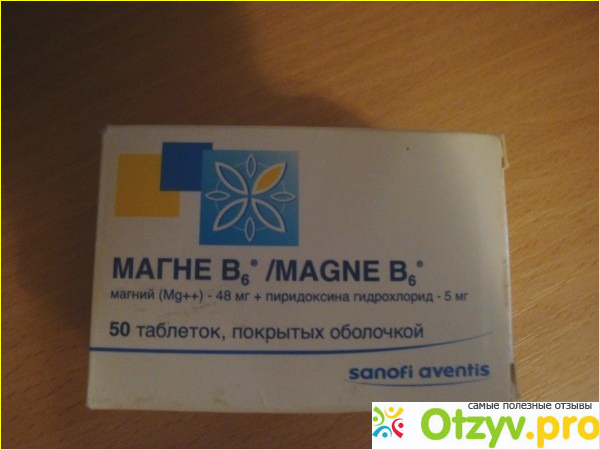 МАГНЕ B6® /MAGNE B6®
магний (Mg++) - 48 мг + пиридоксина гидрохлорид - 5 мг
50 таблеток, покрытых оболочкой
sanofi aventis
самые полезные отзывы
Otzyv.pro